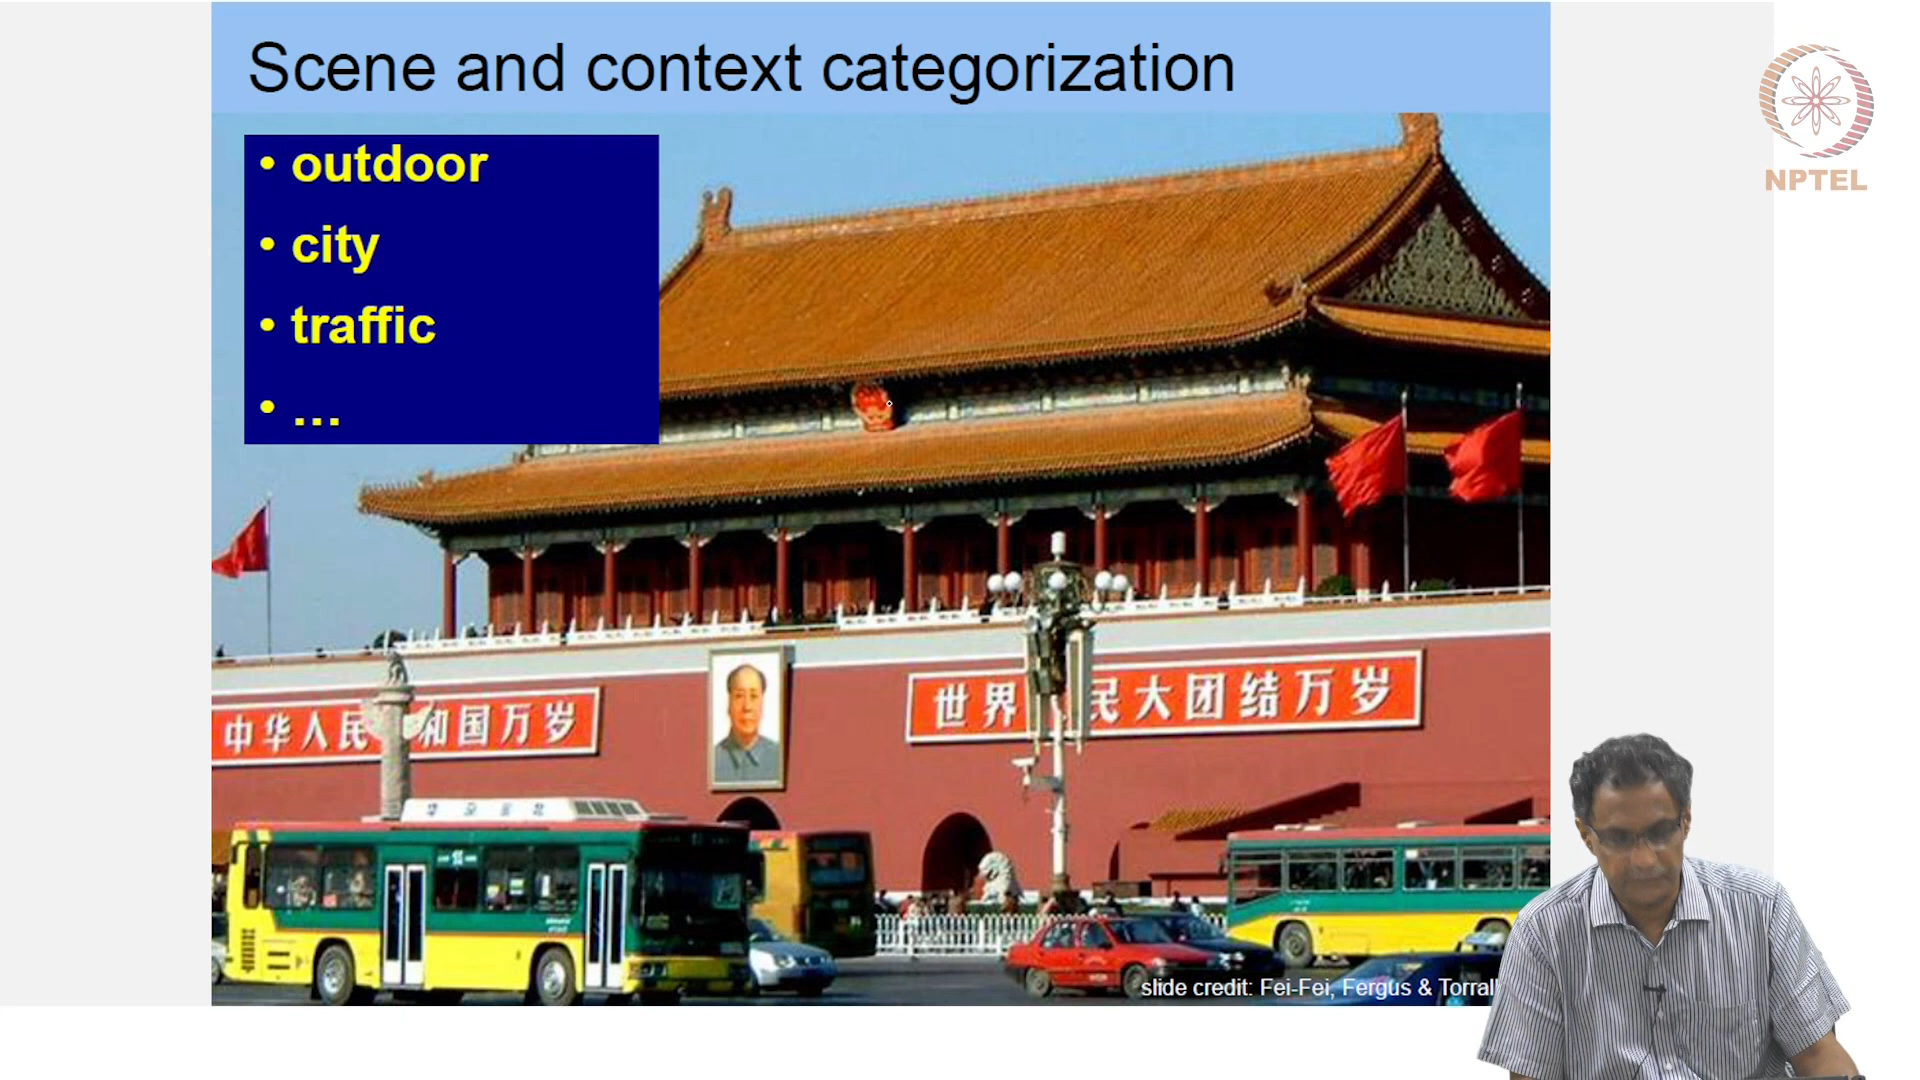 Scene and context categorization
NPTEL
• outdoor
• city
• traffic
• ...
中华人民 和国万岁
世界 民大团结万岁
slide credit: Fei-Fei, Fergus & Torral